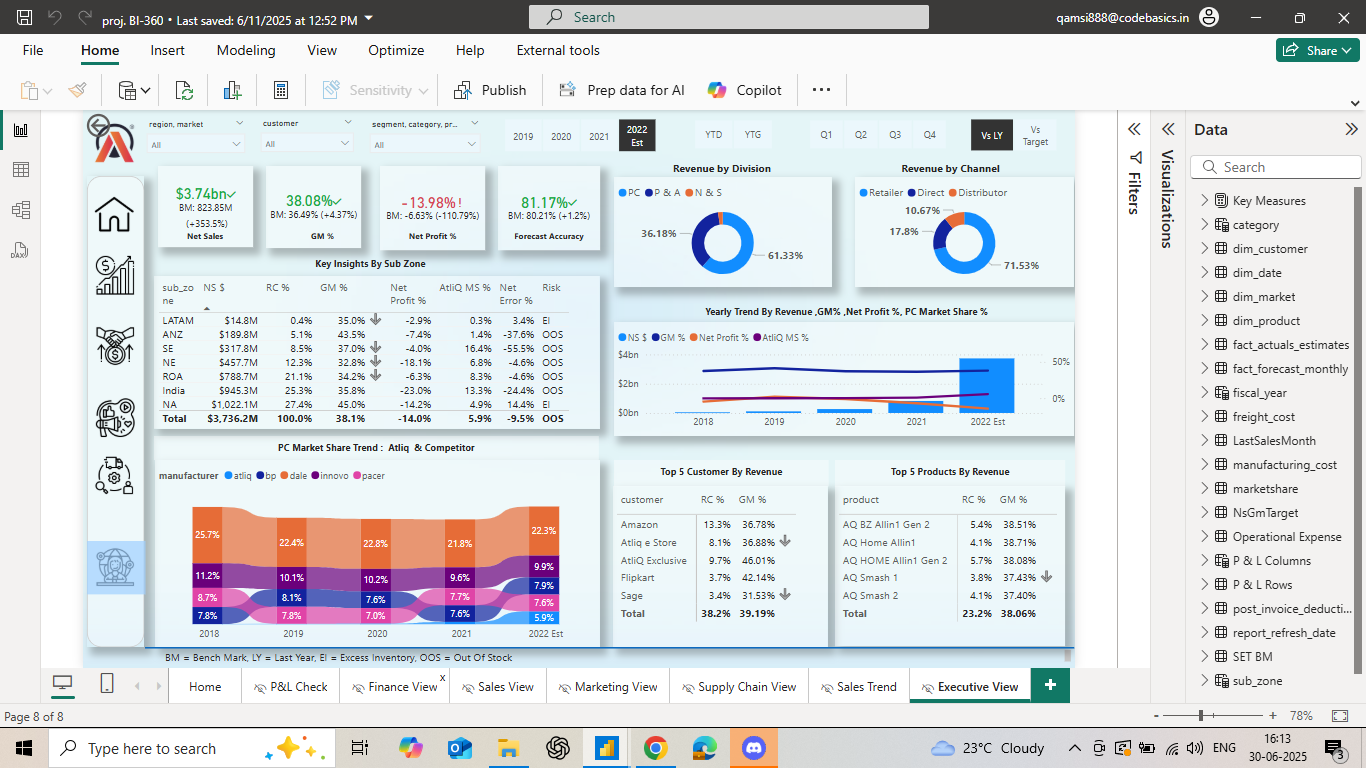 proj. BI-360 • Last saved: 6/11/2025 at 12:52 PM
Search
qamsi888@codebasics.in
File Home Insert Modeling View Optimize Help External tools
Share
Sensitivity Publish Prep data for AI Copilot
region, market customer segment, category, pr...
All All All
2019 2020 2021 2022 Est
YTD YTG
Q1 Q2 Q3 Q4
Vs LY Vs Target
$3.74bn
BM: 823.85M
(+353.5%)
Net Sales
38.08%
BM: 36.49% (+4.37%)
GM %
-13.98% !
BM: -6.63% (-110.79%)
Net Profit %
81.17%
BM: 80.21% (+1.2%)
Forecast Accuracy
Revenue by Division
PC P & A N & S
36.18%
61.33%
Revenue by Channel
Retailer Direct Distributor
10.67%
17.8%
71.53%
Key Insights By Sub Zone
sub_zo NS $ RC % GM % Net AtliQ MS % Net Risk
ne Profit % Error %
LATAM $14.8M 0.4% 35.0% -2.9% 0.3% 3.4% EI
ANZ $189.8M 5.1% 43.5% -7.4% 1.4% -37.6% OOS
SE $317.8M 8.5% 37.0% -4.0% 16.4% -55.5% OOS
NE $457.7M 12.3% 32.8% -18.1% 6.8% -4.6% OOS
ROA $788.7M 21.1% 34.2% -6.3% 8.3% -4.6% OOS
India $945.3M 25.3% 35.8% -23.0% 13.3% -24.4% OOS
NA $1,022.1M 27.4% 45.0% -14.2% 4.9% 14.4% EI
Total $3,736.2M 100.0% 38.1% -14.0% 5.9% -9.5% OOS
Yearly Trend By Revenue ,GM% ,Net Profit %, PC Market Share %
NS $ GM % Net Profit % AtliQ MS %
$4bn
$2bn
$0bn
50%
0%
2018 2019 2020 2021 2022 Est
PC Market Share Trend : Atliq & Competitor
manufacturer atliq bp dale innovo pacer
25.7% 22.4% 22.8% 21.8% 22.3%
11.2% 10.1% 10.2% 9.6% 9.9%
8.7% 8.1% 7.6% 7.7% 7.9%
7.8% 7.8% 7.0% 7.6% 7.6%
5.9%
2018 2019 2020 2021 2022 Est
Top 5 Customer By Revenue
customer RC % GM %
Amazon 13.3% 36.78%
Atliq e Store 8.1% 36.88%
AtliQ Exclusive 9.7% 46.01%
Flipkart 3.7% 42.14%
Sage 3.4% 31.53%
Total 38.2% 39.19%
Top 5 Products By Revenue
product RC % GM %
AQ BZ Allin1 Gen 2 5.4% 38.51%
AQ Home Allin1 4.1% 38.71%
AQ HOME Allin1 Gen 2 5.7% 38.08%
AQ Smash 1 3.8% 37.43%
AQ Smash 2 4.1% 37.40%
Total 23.2% 38.06%
BM = Bench Mark, LY = Last Year, EI = Excess Inventory, OOS = Out Of Stock
Filters
Visualizations
Data
Search
Key Measures
category
dim_customer
dim_date
dim_market
dim_product
fact_actuals_estimates
fact_forecast_monthly
fiscal_year
freight_cost
LastSalesMonth
manufacturing_cost
marketshare
NsGmTarget
Operational Expense
P & L Columns
P & L Rows
post_invoice_deducti...
report_refresh_date
SET BM
sub_zone
DAX
Home P&L Check Finance View x Sales View Marketing View Supply Chain View Sales Trend Executive View +
Page 8 of 8
- + 78%
Type here to search
23°C Cloudy
ENG
16:13
30-06-2025
3